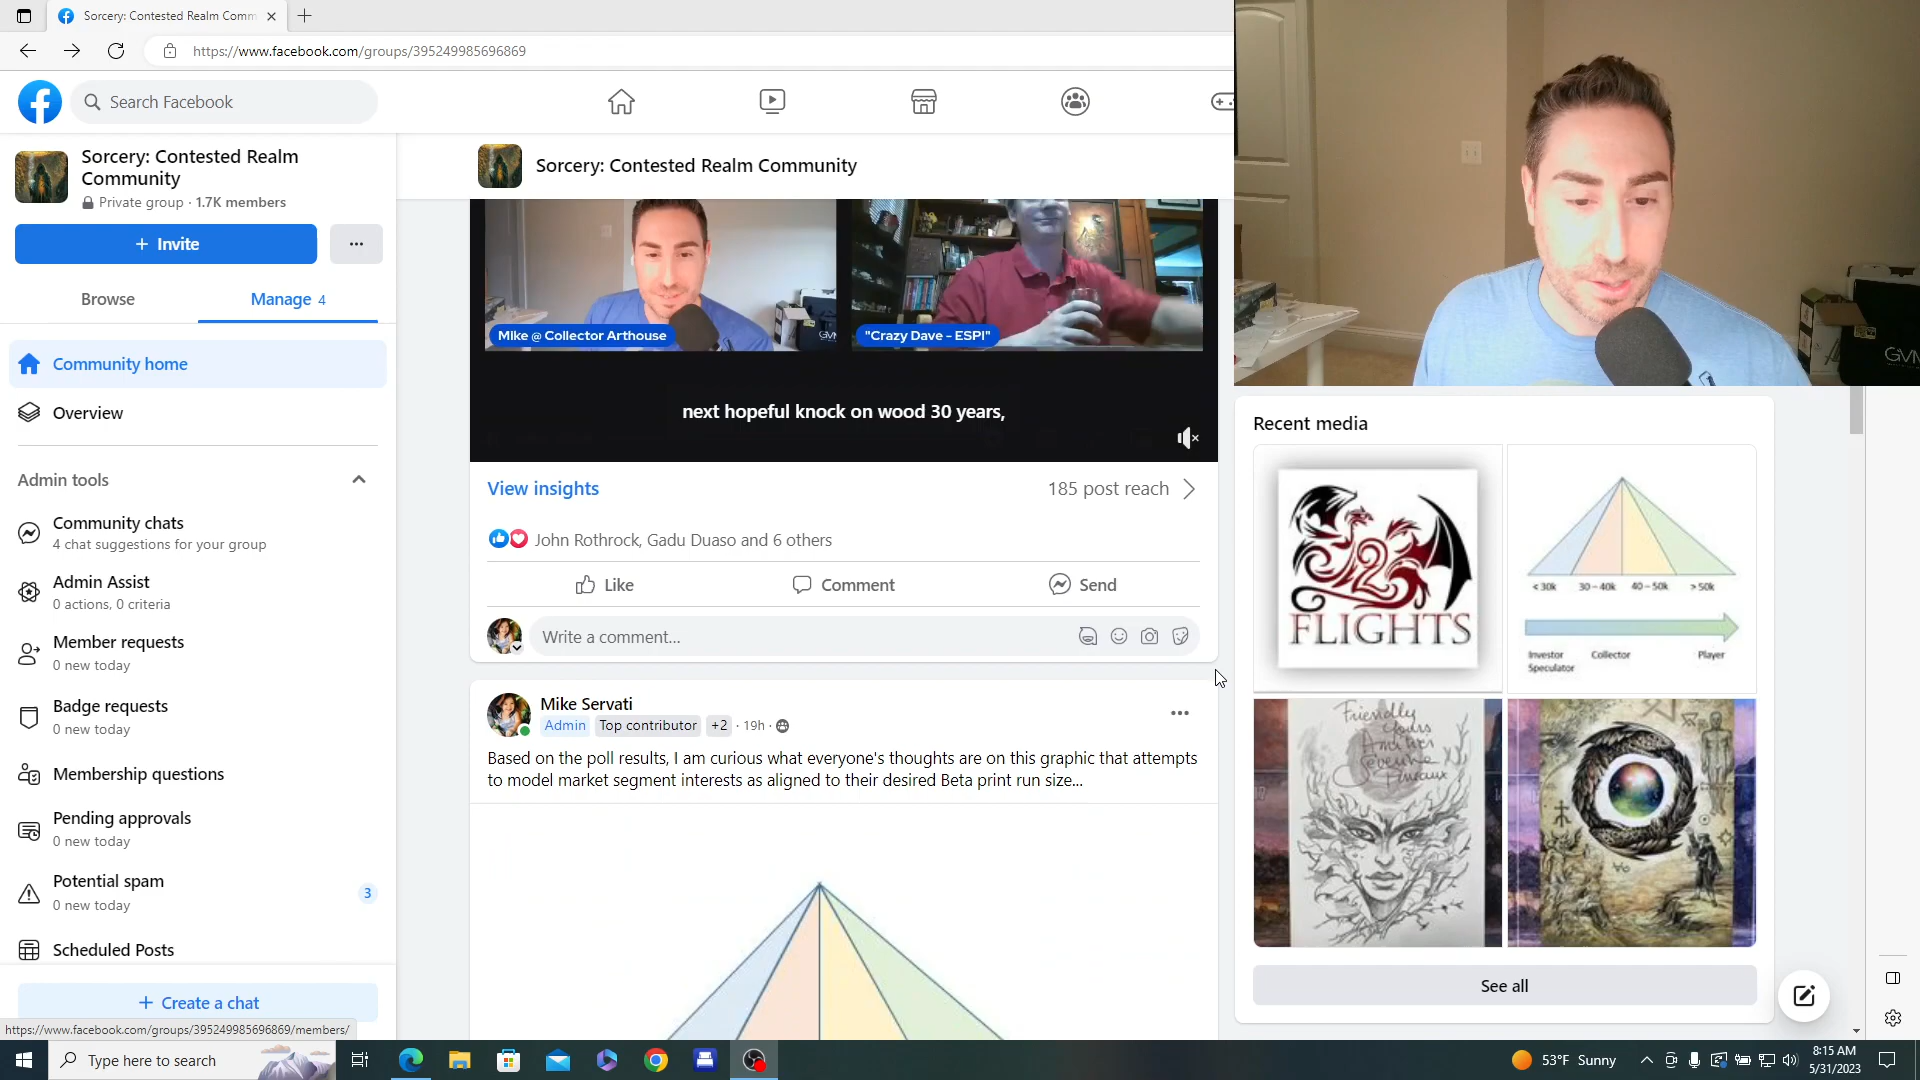 Sorcery: Contested Realm Comm
https://www.facebook.com/groups/395249985696869
Search Facebook
Sorcery: Contested Realm
Community
Private group · 1.7K members
+ Invite
Browse
Manage 4
Community home
Overview
Admin tools
Community chats
4 chat suggestions for your group
Admin Assist
0 actions, 0 criteria
Member requests
0 new today
Badge requests
0 new today
Membership questions
Pending approvals
0 new today
Potential spam
0 new today
3
Scheduled Posts
+ Create a chat
https://www.facebook.com/groups/395249985696869/members/
Sorcery: Contested Realm Community
Mike @ Collector Arthouse
"Crazy Dave - ESPI"
next hopeful knock on wood 30 years,
View insights
185 post reach
John Rothrock, Gadu Duaso and 6 others
Like
Comment
Send
Write a comment...
Mike Servati
Admin Top contributor +2 · 19h ·
Based on the poll results, I am curious what everyone's thoughts are on this graphic that attempts
to model market segment interests as aligned to their desired Beta print run size...
GVM
Recent media
FLIGHTS
<30k 30-40k 40-50k >50k
Investor
Speculator
Collector
Player
Friendly
Yours
See all
Type here to search
53°F Sunny
8:15 AM
5/31/2023